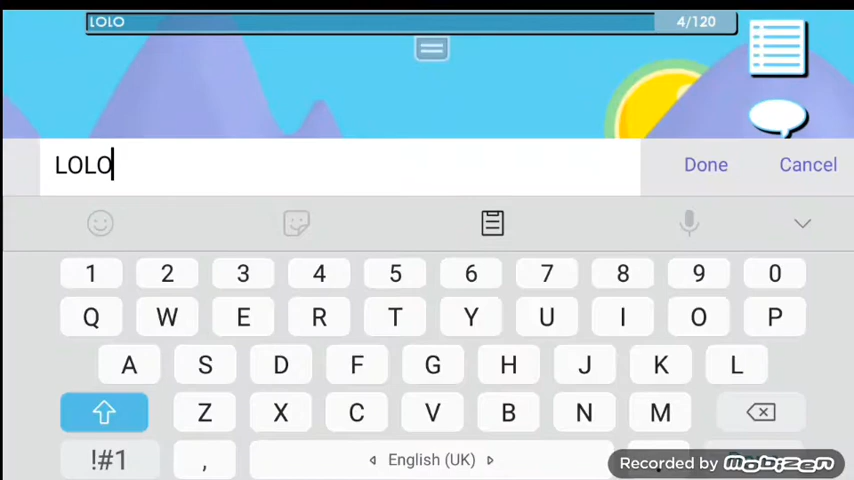 LOLO 4/120
LOLO Done Cancel
1 2 3 4 5 6 7 8 9 0
Q W E R T Y U I O P
A S D F G H J K L
Z X C V B N M
!#1 , English (UK)
Recorded by Mobizen